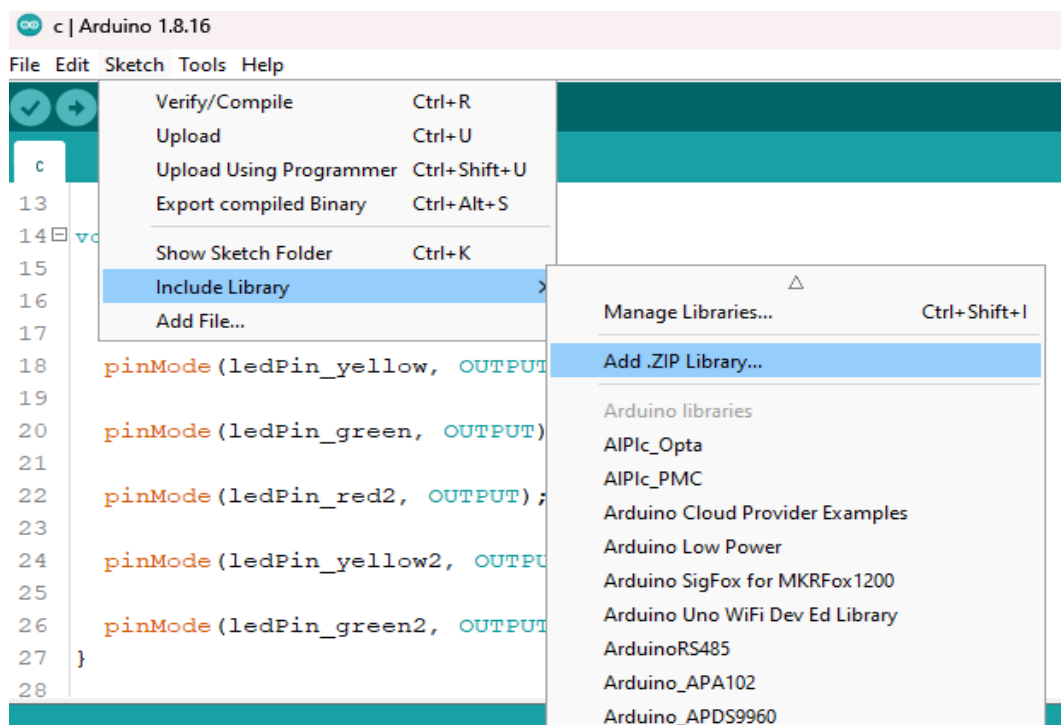 c | Arduino 1.8.16
File Edit Sketch Tools Help
Verify/Compile Ctrl+R
Upload Ctrl+U
Upload Using Programmer Ctrl+Shift+U
Export compiled Binary Ctrl+Alt+S
Show Sketch Folder Ctrl+K
Include Library
Add File...
Manage Libraries... Ctrl+Shift+I
Add .ZIP Library...
Arduino libraries
AIPlc_Opta
AIPlc_PMC
Arduino Cloud Provider Examples
Arduino Low Power
Arduino SigFox for MKRFox1200
Arduino Uno WiFi Dev Ed Library
ArduinoRS485
Arduino_APA102
Arduino_APDS9960
c
13
14
15
16
17
18 pinMode(ledPin_yellow, OUTPUT
19
20 pinMode(ledPin_green, OUTPUT)
21
22 pinMode(ledPin_red2, OUTPUT);
23
24 pinMode(ledPin_yellow2, OUTPU
25
26 pinMode(ledPin_green2, OUTPUT
27 }
28